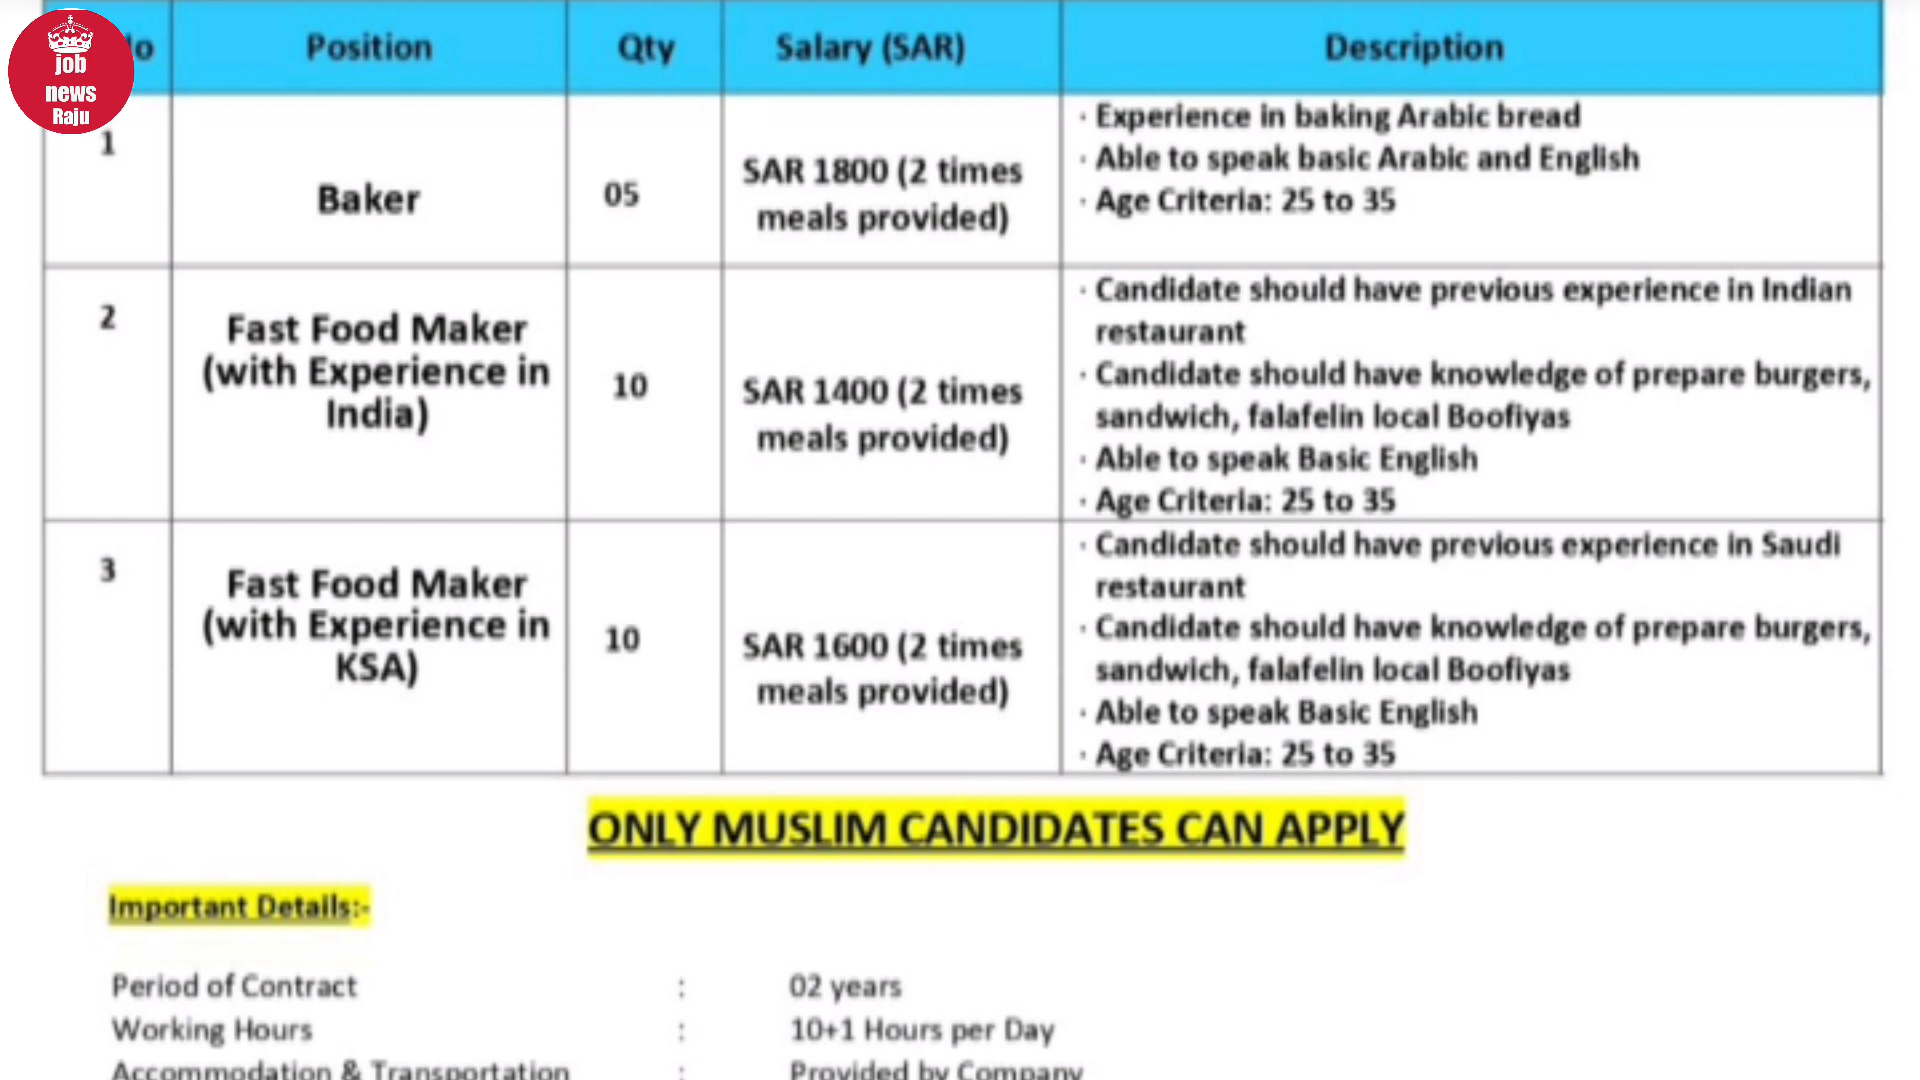 job
news
Raju
o Position Qty Salary (SAR) Description
1
Baker
05
SAR 1800 (2 times
meals provided)
· Experience in baking Arabic bread
· Able to speak basic Arabic and English
· Age Criteria: 25 to 35
2
Fast Food Maker
(with Experience in
India)
10
SAR 1400 (2 times
meals provided)
· Candidate should have previous experience in Indian
restaurant
· Candidate should have knowledge of prepare burgers,
sandwich, falafelin local Boofiyas
· Able to speak Basic English
· Age Criteria: 25 to 35
3
Fast Food Maker
(with Experience in
KSA)
10
SAR 1600 (2 times
meals provided)
· Candidate should have previous experience in Saudi
restaurant
· Candidate should have knowledge of prepare burgers,
sandwich, falafelin local Boofiyas
· Able to speak Basic English
· Age Criteria: 25 to 35
ONLY MUSLIM CANDIDATES CAN APPLY
Important Details:-
Period of Contract : 02 years
Working Hours : 10+1 Hours per Day
Accommodation & Transportation : Provided by Company